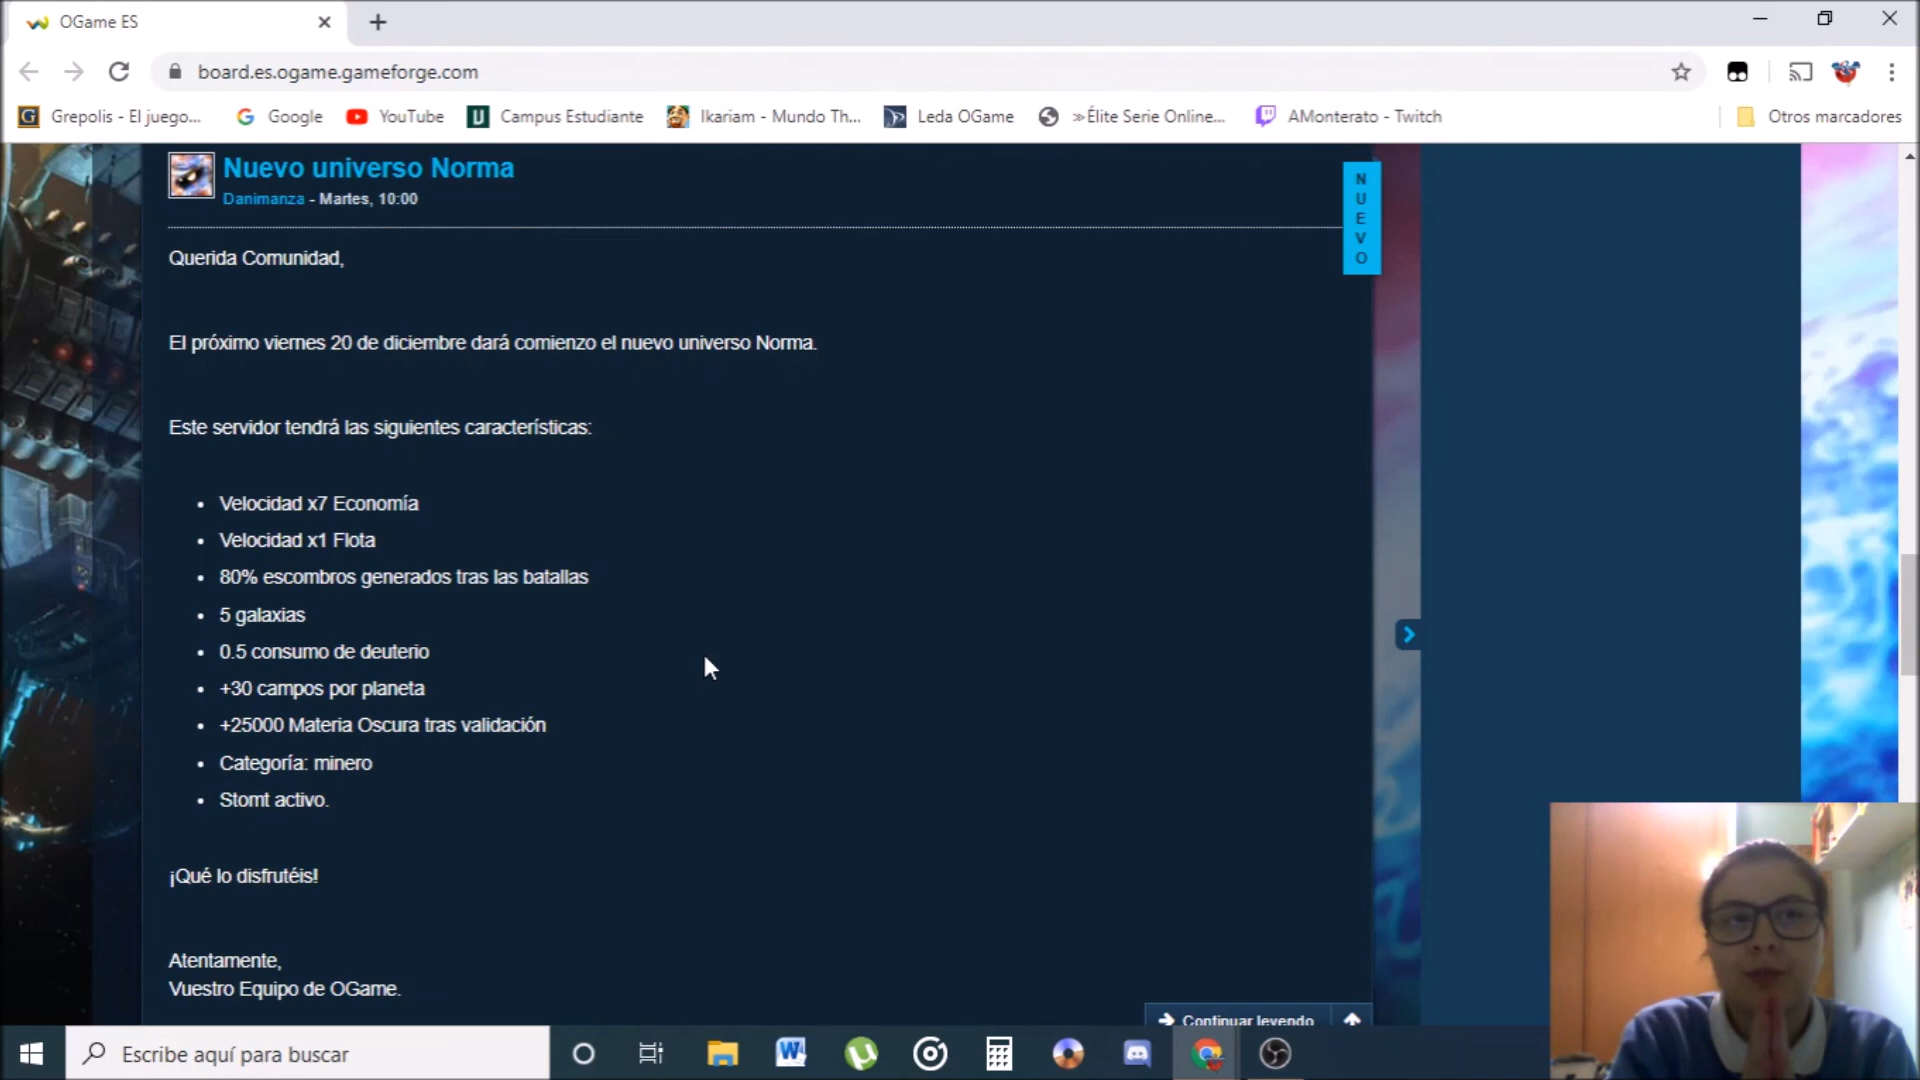 OGame ES
board.es.ogame.gameforge.com
Grepolis - El juego... Google YouTube Campus Estudiante Ikariam - Mundo Th... Leda OGame »Élite Serie Online... AMonterato - Twitch Otros marcadores
Nuevo universo Norma
Danimanza - Martes, 10:00
NUEVO
Querida Comunidad,
El próximo viernes 20 de diciembre dará comienzo el nuevo universo Norma.
Este servidor tendrá las siguientes características:
• Velocidad x7 Economía
• Velocidad x1 Flota
• 80% escombros generados tras las batallas
• 5 galaxias
• 0.5 consumo de deuterio
• +30 campos por planeta
• +25000 Materia Oscura tras validación
• Categoría: minero
• Stomt activo.
¡Qué lo disfrutéis!
Atentamente,
Vuestro Equipo de OGame.
Continuar leyendo
Escribe aquí para buscar